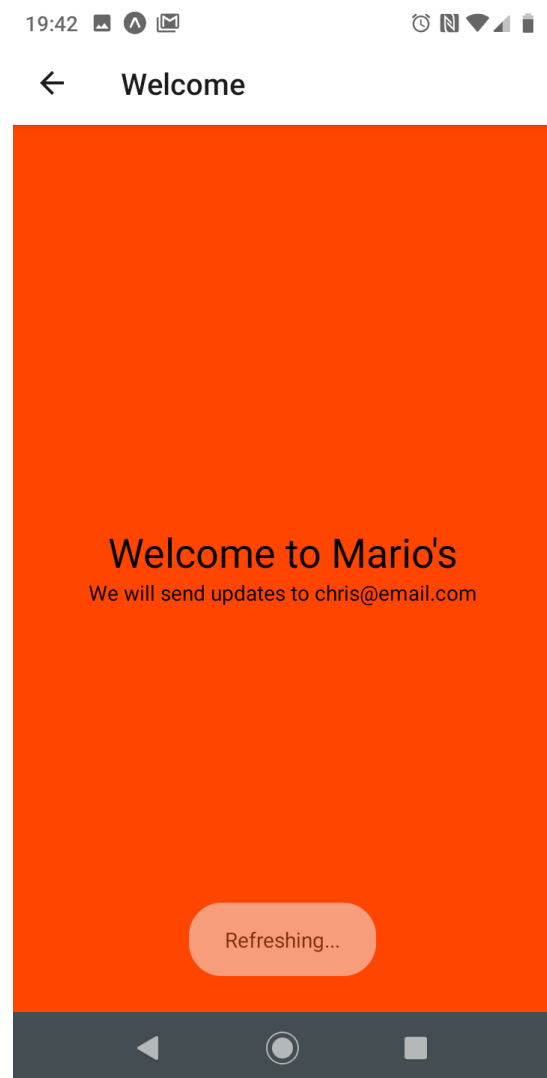 19:42
Welcome
Welcome to Mario's
We will send updates to chris@email.com
Refreshing...